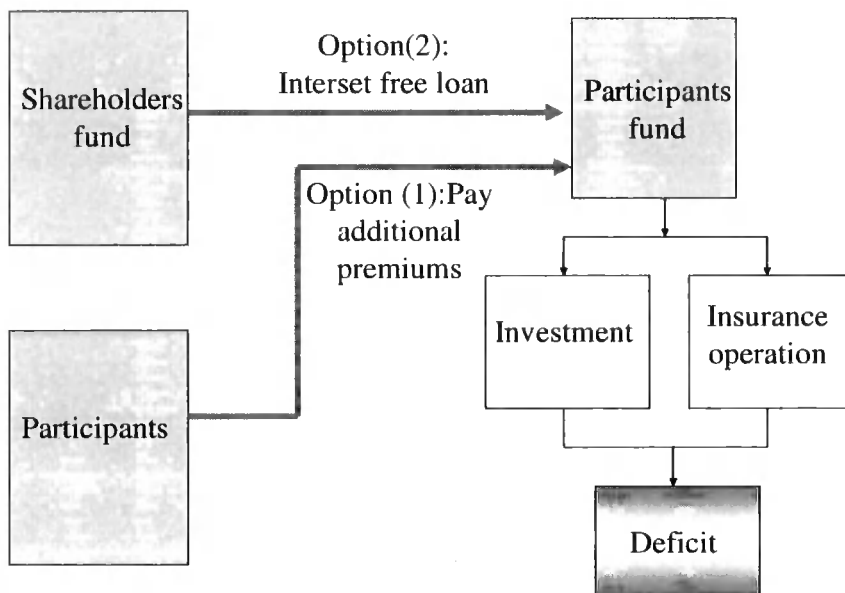 Option(2):
Interset free loan
Shareholders
fund
Participants
fund
Option (1):Pay
additional
premiums
Investment
Insurance
operation
Participants
Deficit